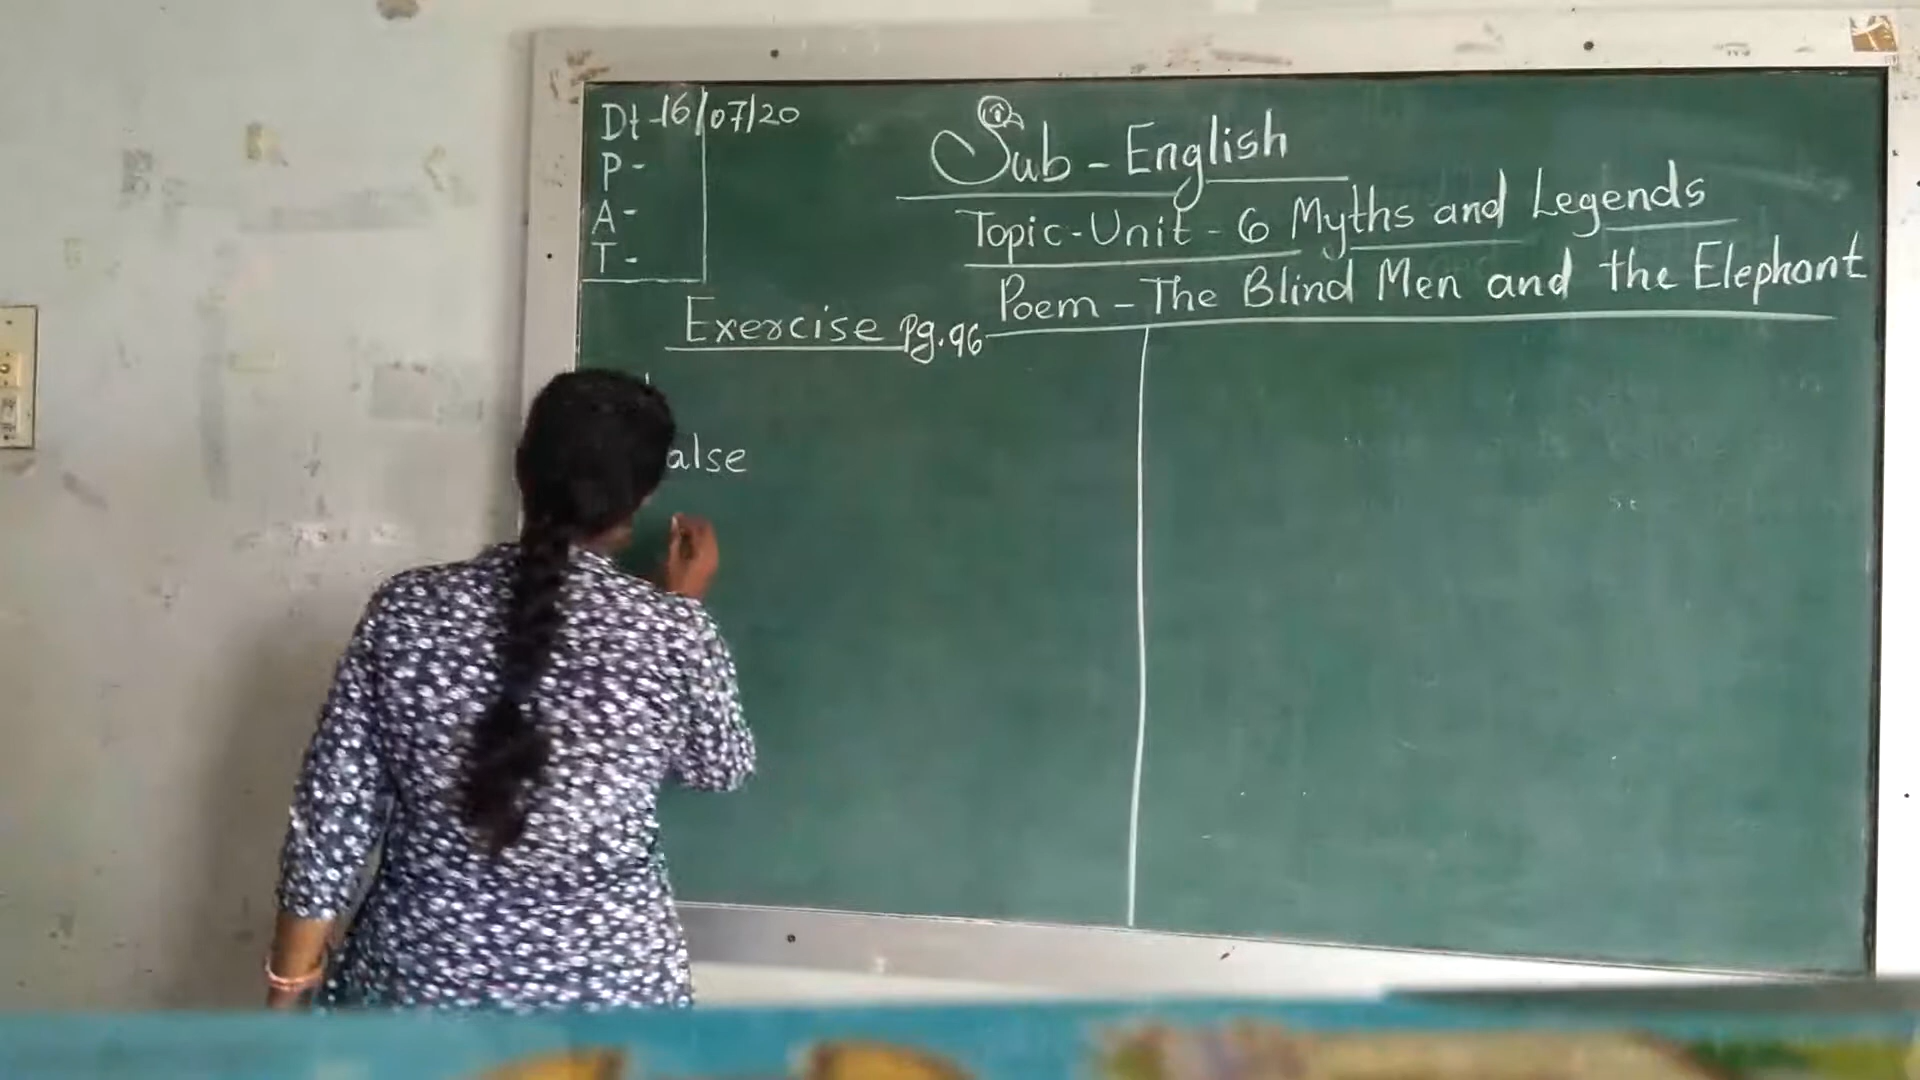 Dt-16/07/20
P-
A-
T-
Sub - English
Topic-Unit - 6 Myths and Legends
Poem - The Blind Men and the Elephant
Exercise Pg. 96
alse